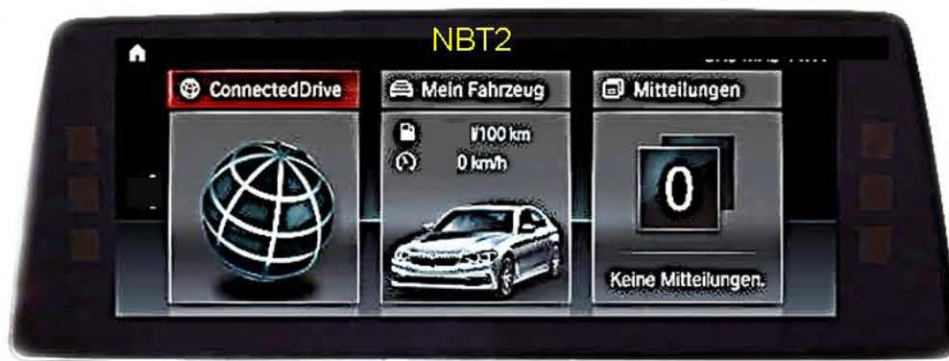 NBT2
ConnectedDrive
Mein Fahrzeug
Mitteilungen
l/100 km
0 km/h
0
Keine Mitteilungen.